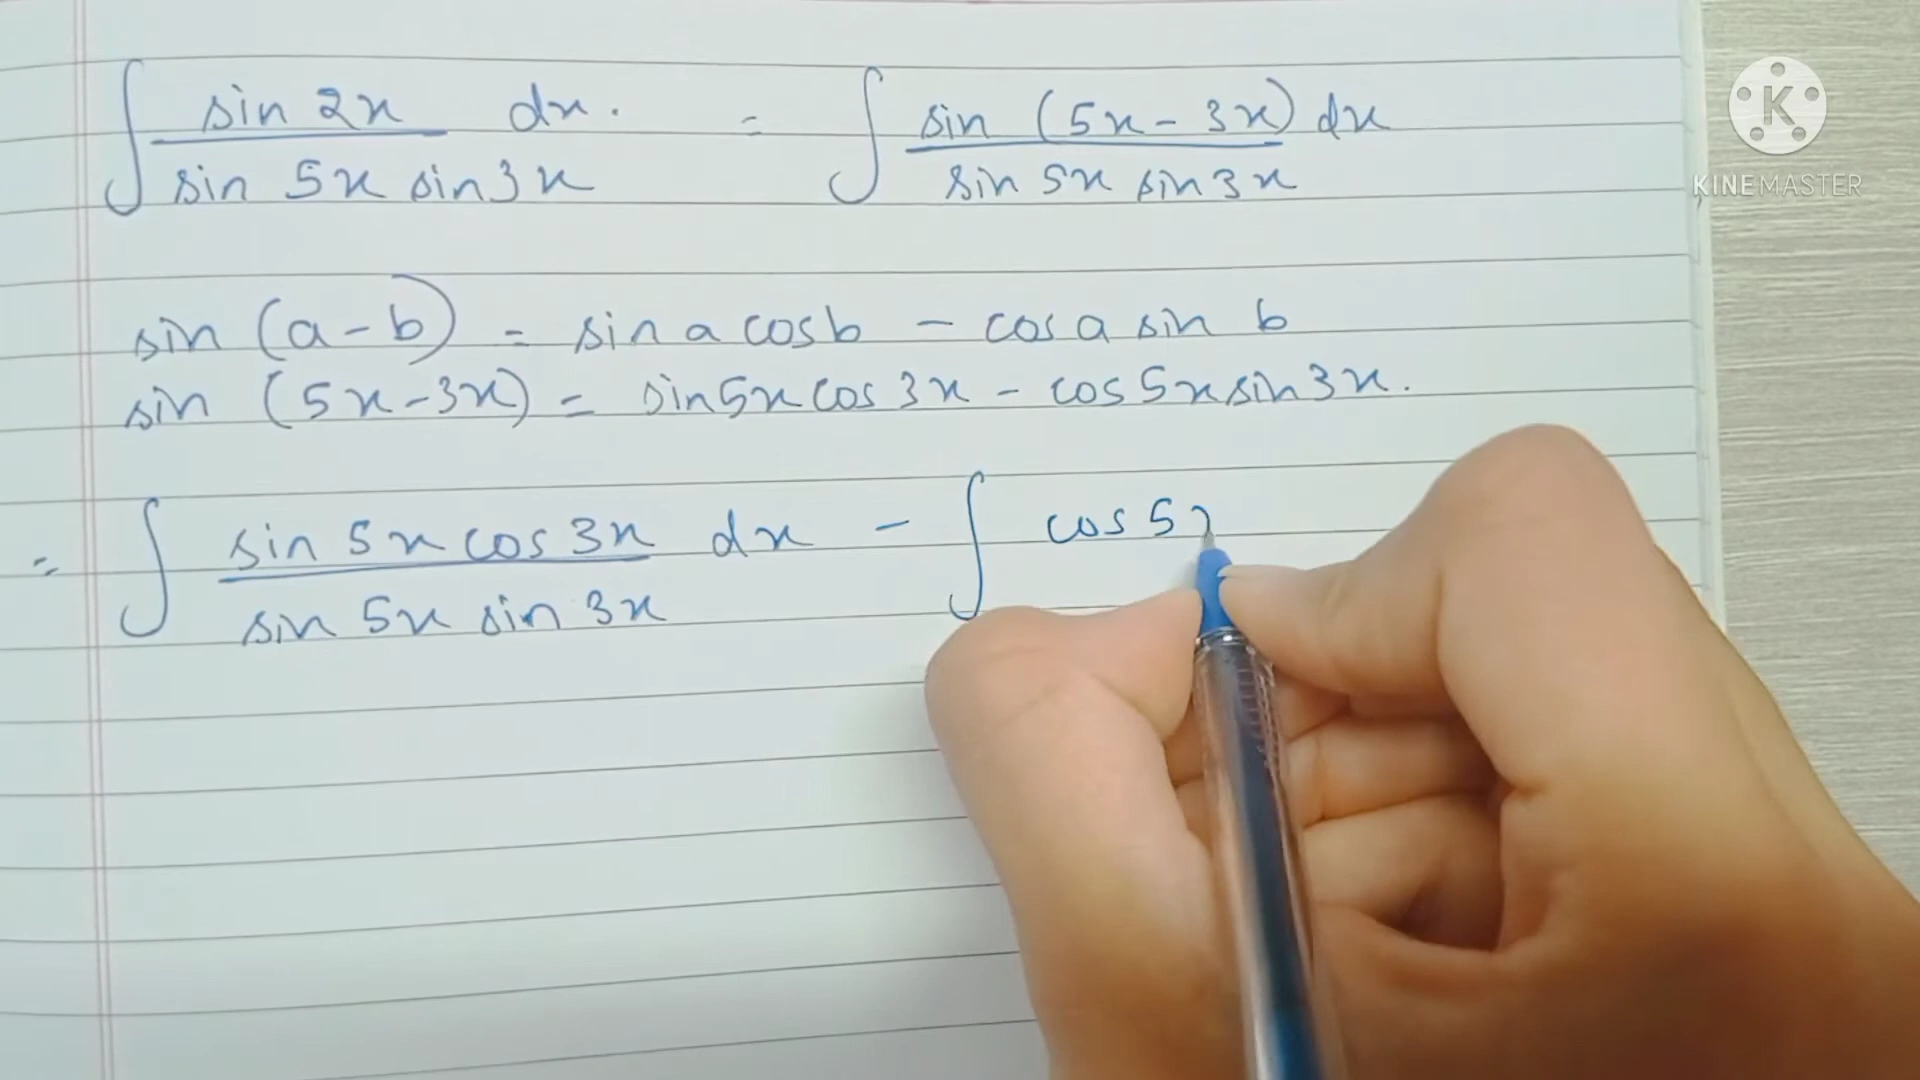 ∫ sin 2x / sin 5x sin 3x dx. = ∫ sin (5x - 3x) / sin 5x sin 3x dx
K
KINEMASTER
sin (a - b) = sin a cos b - cos a sin b
sin (5x - 3x) = sin 5x cos 3x - cos 5x sin 3x.
= ∫ sin 5x cos 3x / sin 5x sin 3x dx - ∫ cos 5x